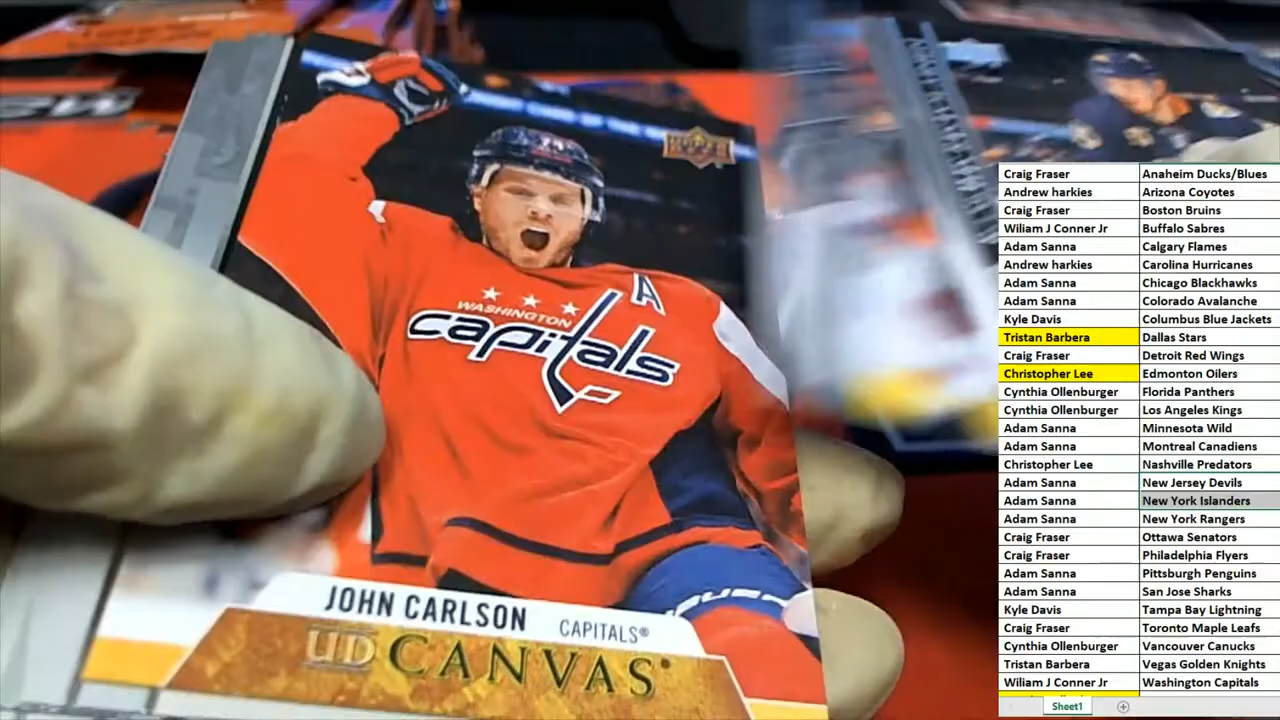 WASHINGTON
capitals
A
JOHN CARLSON CAPITALS®
UD CANVAS
Craig Fraser Anaheim Ducks/Blues
Andrew harkies Arizona Coyotes
Craig Fraser Boston Bruins
Wiliam J Conner Jr Buffalo Sabres
Adam Sanna Calgary Flames
Andrew harkies Carolina Hurricanes
Adam Sanna Chicago Blackhawks
Adam Sanna Colorado Avalanche
Kyle Davis Columbus Blue Jackets
Tristan Barbera Dallas Stars
Craig Fraser Detroit Red Wings
Christopher Lee Edmonton Oilers
Cynthia Ollenburger Florida Panthers
Cynthia Ollenburger Los Angeles Kings
Adam Sanna Minnesota Wild
Adam Sanna Montreal Canadiens
Christopher Lee Nashville Predators
Adam Sanna New Jersey Devils
Adam Sanna New York Islanders
Adam Sanna New York Rangers
Craig Fraser Ottawa Senators
Craig Fraser Philadelphia Flyers
Adam Sanna Pittsburgh Penguins
Adam Sanna San Jose Sharks
Kyle Davis Tampa Bay Lightning
Craig Fraser Toronto Maple Leafs
Cynthia Ollenburger Vancouver Canucks
Tristan Barbera Vegas Golden Knights
Wiliam J Conner Jr Washington Capitals
Sheet1